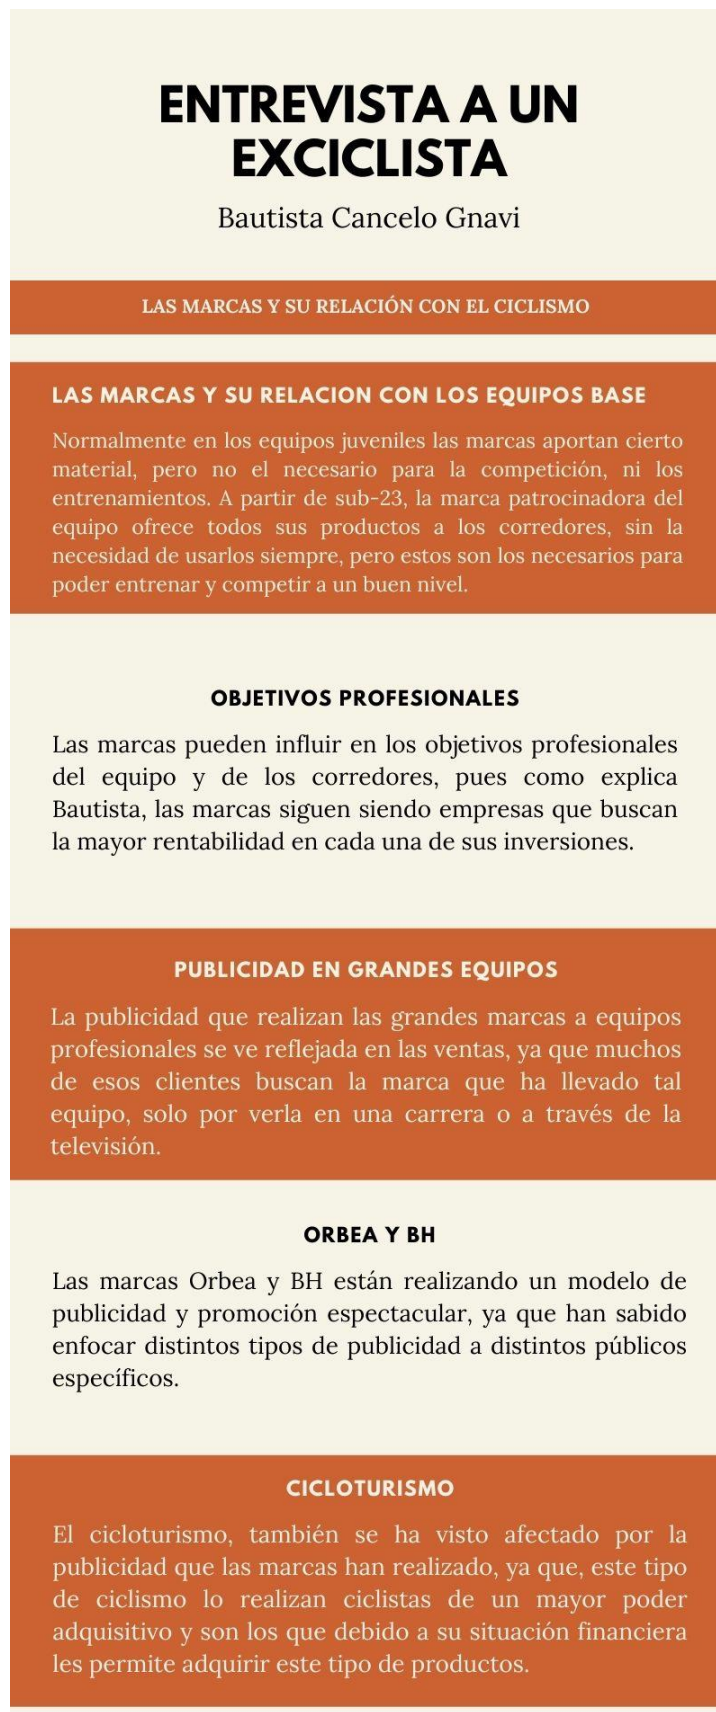 ENTREVISTA A UN
EXCICLISTA
Bautista Cancelo Gnavi
LAS MARCAS Y SU RELACIÓN CON EL CICLISMO
LAS MARCAS Y SU RELACION CON LOS EQUIPOS BASE
Normalmente en los equipos juveniles las marcas aportan cierto
material, pero no el necesario para la competición, ni los
entrenamientos. A partir de sub-23, la marca patrocinadora del
equipo ofrece todos sus productos a los corredores, sin la
necesidad de usarlos siempre, pero estos son los necesarios para
poder entrenar y competir a un buen nivel.
OBJETIVOS PROFESIONALES
Las marcas pueden influir en los objetivos profesionales
del equipo y de los corredores, pues como explica
Bautista, las marcas siguen siendo empresas que buscan
la mayor rentabilidad en cada una de sus inversiones.
PUBLICIDAD EN GRANDES EQUIPOS
La publicidad que realizan las grandes marcas a equipos
profesionales se ve reflejada en las ventas, ya que muchos
de esos clientes buscan la marca que ha llevado tal
equipo, solo por verla en una carrera o a través de la
televisión.
ORBEA Y BH
Las marcas Orbea y BH están realizando un modelo de
publicidad y promoción espectacular, ya que han sabido
enfocar distintos tipos de publicidad a distintos públicos
específicos.
CICLOTURISMO
El cicloturismo, también se ha visto afectado por la
publicidad que las marcas han realizado, ya que, este tipo
de ciclismo lo realizan ciclistas de un mayor poder
adquisitivo y son los que debido a su situación financiera
les permite adquirir este tipo de productos.